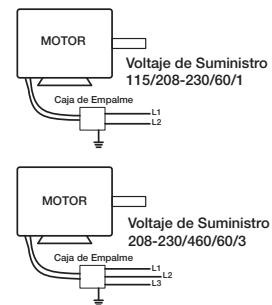 MOTOR
Voltaje de Suministro
115/208-230/60/1
Caja de Empalme
L1
L2
MOTOR
Voltaje de Suministro
208-230/460/60/3
Caja de Empalme
L1
L2
L3